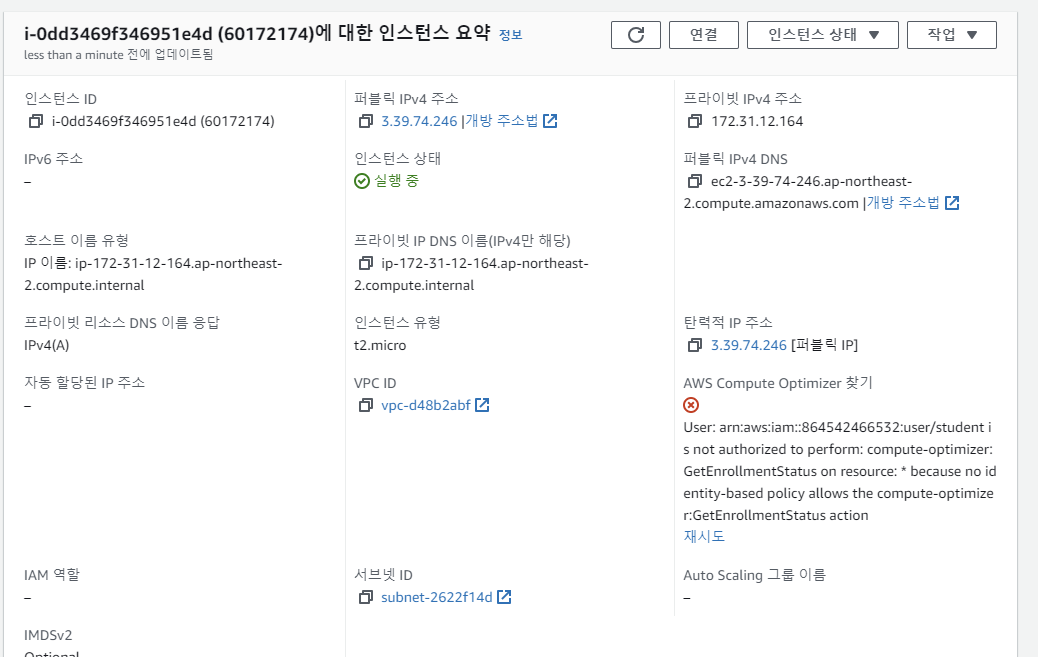 i-0dd3469f346951e4d (60172174)에 대한 인스턴스 요약 정보
less than a minute 전에 업데이트됨
연결
인스턴스 상태
작업
인스턴스 ID
i-0dd3469f346951e4d (60172174)
퍼블릭 IPv4 주소
3.39.74.246 |개방 주소법
프라이빗 IPv4 주소
172.31.12.164
IPv6 주소
–
인스턴스 상태
실행 중
퍼블릭 IPv4 DNS
ec2-3-39-74-246.ap-northeast-
2.compute.amazonaws.com |개방 주소법
호스트 이름 유형
IP 이름: ip-172-31-12-164.ap-northeast-
2.compute.internal
프라이빗 IP DNS 이름(IPv4만 해당)
ip-172-31-12-164.ap-northeast-
2.compute.internal
프라이빗 리소스 DNS 이름 응답
IPv4(A)
인스턴스 유형
t2.micro
탄력적 IP 주소
3.39.74.246 [퍼블릭 IP]
자동 할당된 IP 주소
–
VPC ID
vpc-d48b2abf
AWS Compute Optimizer 찾기
User: arn:aws:iam::864542466532:user/student i
s not authorized to perform: compute-optimizer:
GetEnrollmentStatus on resource: * because no id
entity-based policy allows the compute-optimize
r:GetEnrollmentStatus action
재시도
IAM 역할
–
서브넷 ID
subnet-2622f14d
Auto Scaling 그룹 이름
–
IMDSv2
Optional